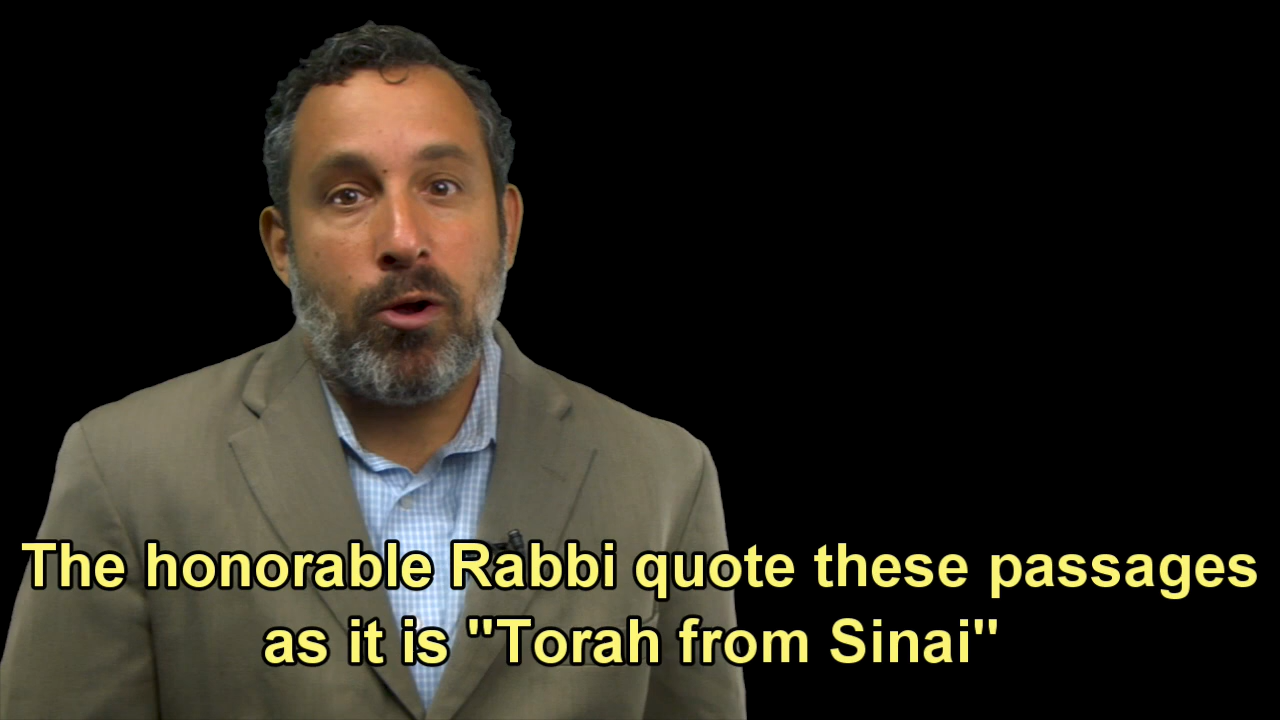 The honorable Rabbi quote these passages
as it is "Torah from Sinai"